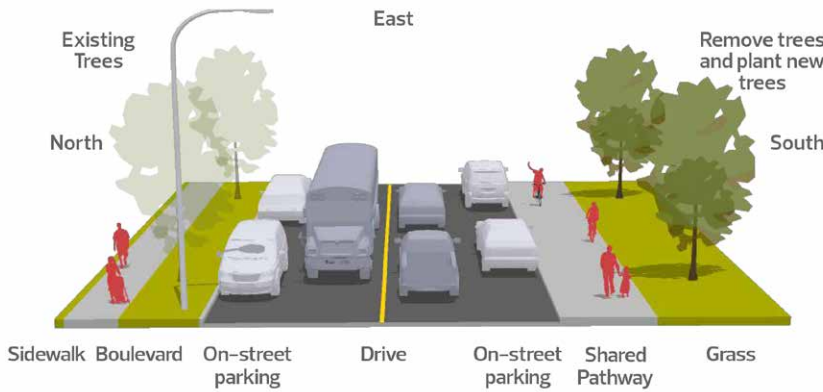 East
Existing
Trees
Remove trees
and plant new
trees
North
South
Sidewalk
Boulevard
On-street
parking
Drive
On-street
parking
Shared
Pathway
Grass